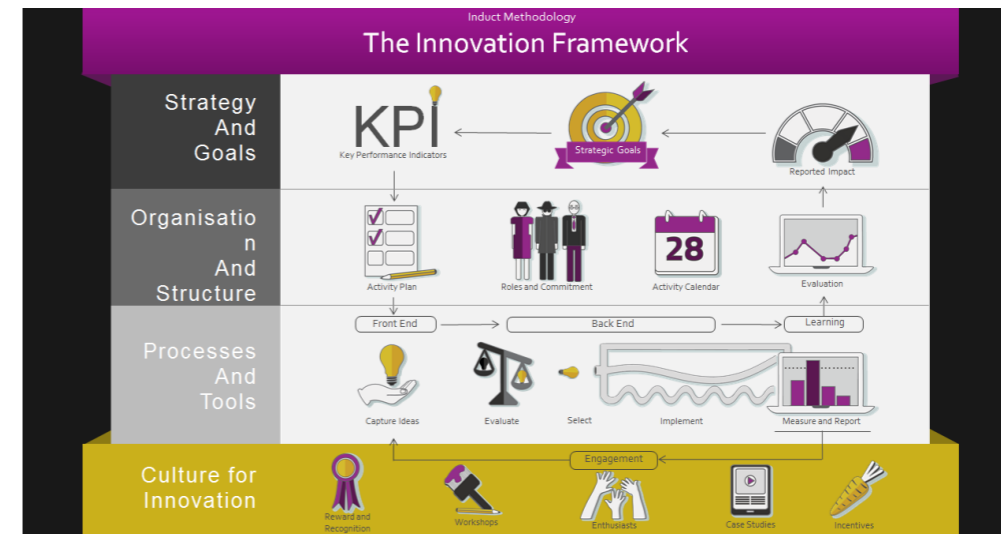 Induct Methodology
The Innovation Framework
Strategy
And
Goals
KPI
Key Performance Indicators
Strategic Goals
Reported Impact
Organisatio
n
And
Structure
Activity Plan
Roles and Commitment
28
Activity Calendar
Evaluation
Front End
Back End
Learning
Processes
And
Tools
Capture Ideas
Evaluate
Select
Implement
Measure and Report
Culture for
Innovation
Engagement
Reward and
Recognition
Workshops
Enthusiasts
Case Studies
Incentives